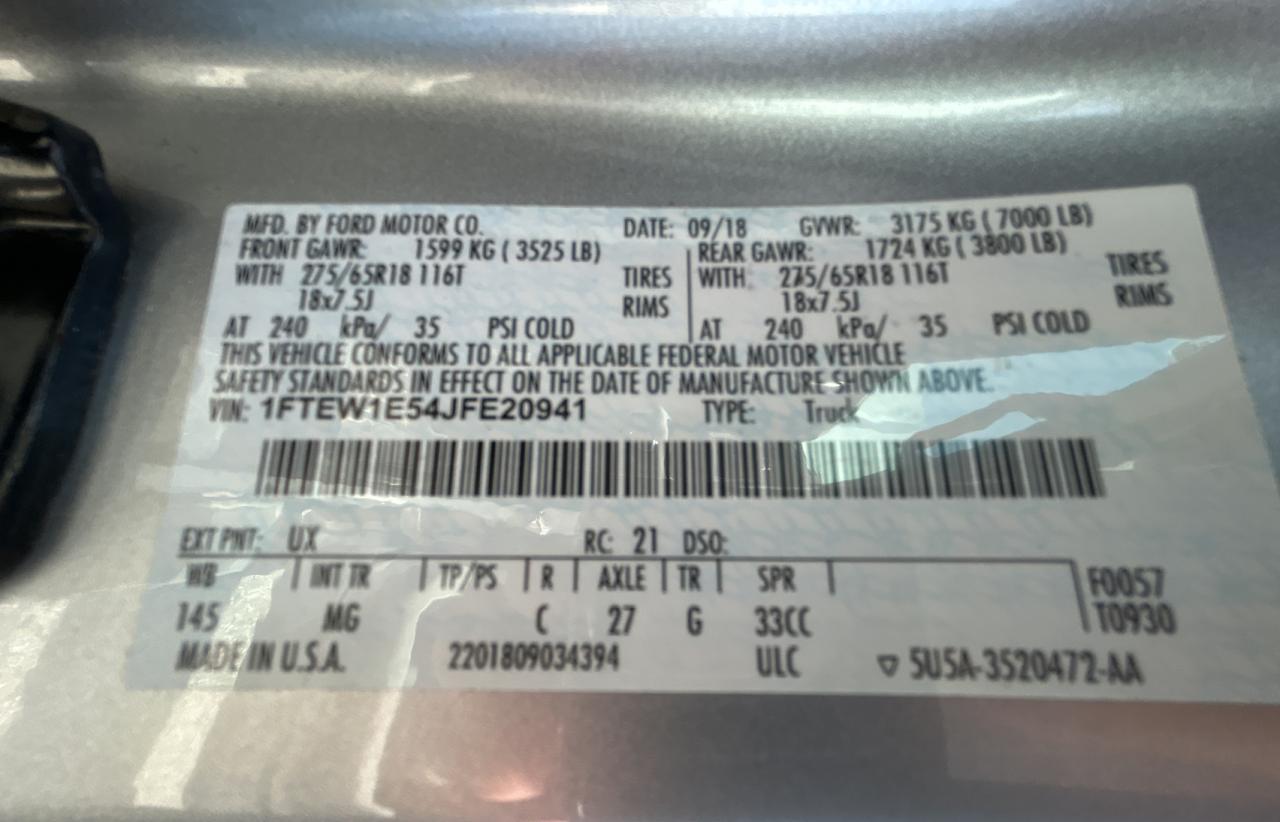 MFD. BY FORD MOTOR CO. DATE: 09/18 GVWR: 3175 KG ( 7000 LB)
FRONT GAWR: 1599 KG ( 3525 LB) REAR GAWR: 1724 KG ( 3800 LB)
WITH 275/65R18 116T TIRES WITH 275/65R18 116T TIRES
18x7.5J RIMS 18x7.5J RIMS
AT 240 kPa/ 35 PSI COLD AT 240 kPa/ 35 PSI COLD
THIS VEHICLE CONFORMS TO ALL APPLICABLE FEDERAL MOTOR VEHICLE
SAFETY STANDARDS IN EFFECT ON THE DATE OF MANUFACTURE SHOWN ABOVE.
VIN: 1FTEW1E54JFE20941 TYPE: Truck
EXT PNT: UX RC: 21 DSO:
WB INT TR TP/PS R AXLE TR SPR F0057
145 MG C 27 G 33CC T0930
MADE IN U.S.A. 2201809034394 ULC ▽ 5U5A-3520472-AA